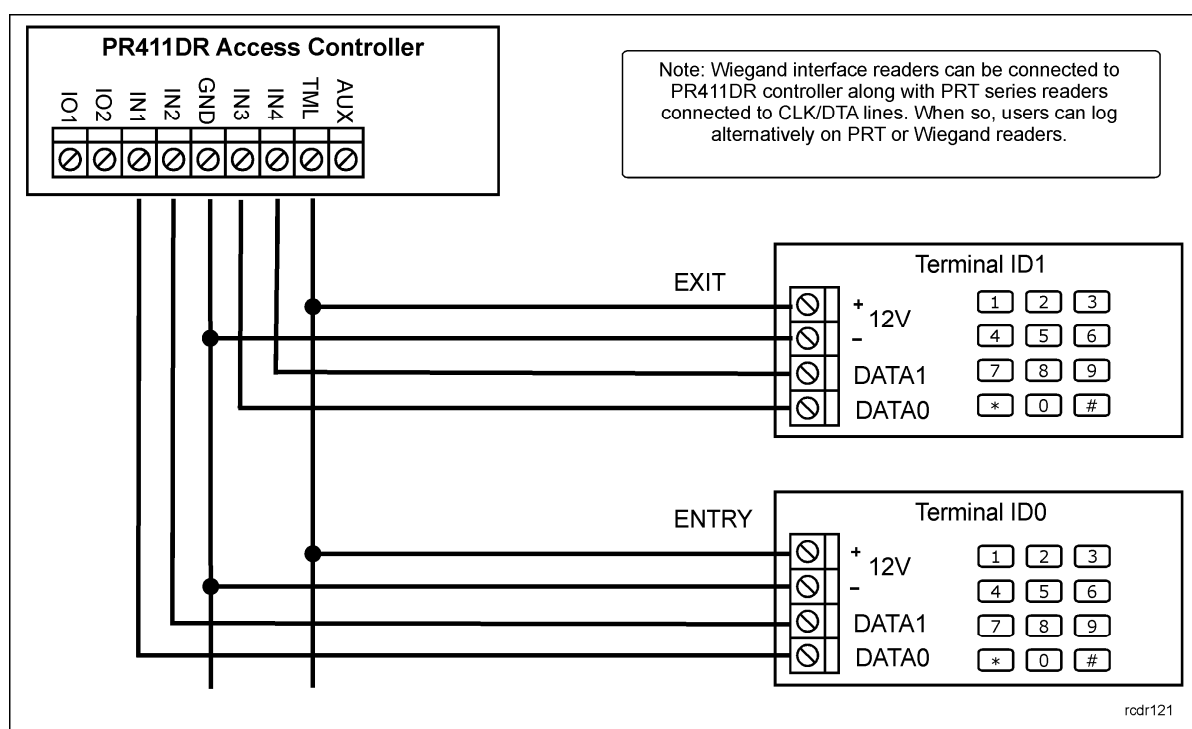 PR411DR Access Controller
IO1 IO2 IN1 IN2 GND IN3 IN4 TML AUX
Note: Wiegand interface readers can be connected to
PR411DR controller along with PRT series readers
connected to CLK/DTA lines. When so, users can log
alternatively on PRT or Wiegand readers.
EXIT
Terminal ID1
+
12V
–
DATA1
DATA0
1 2 3
4 5 6
7 8 9
* 0 #
ENTRY
Terminal ID0
+
12V
–
DATA1
DATA0
1 2 3
4 5 6
7 8 9
* 0 #
rcdr121